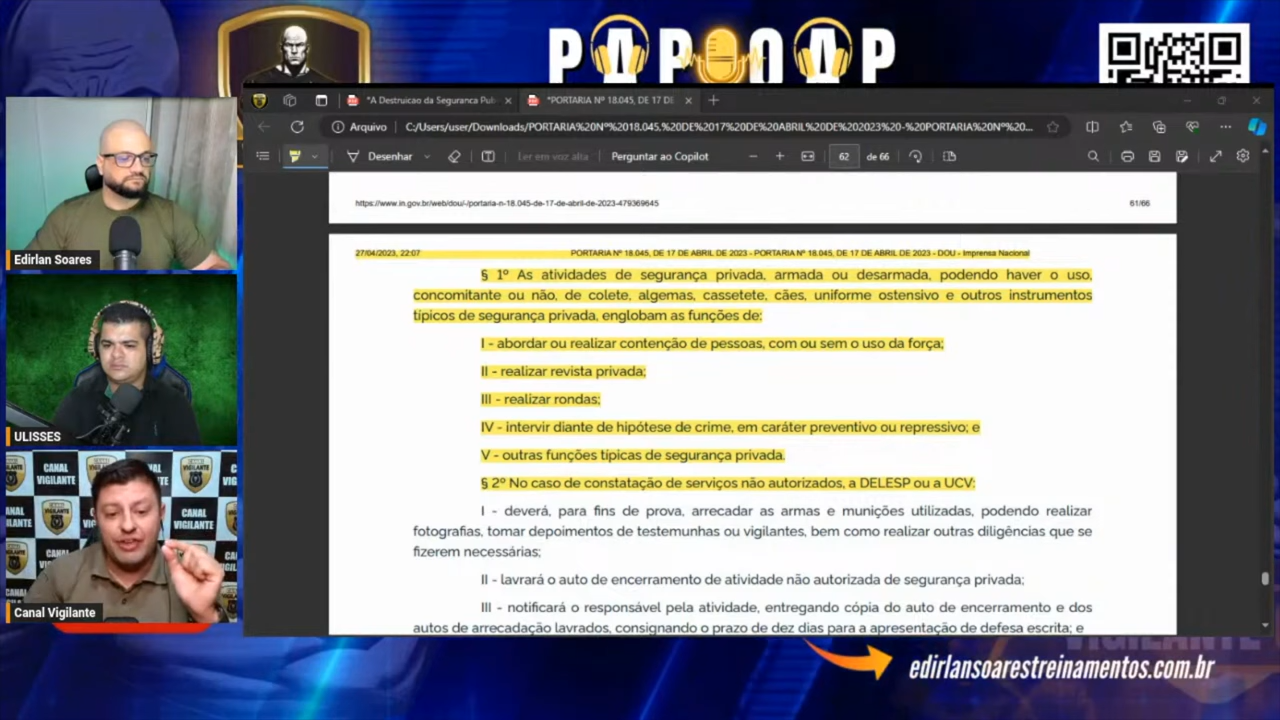 PAPO QAP
*A Destruicao da Seguranca Pub
*PORTARIA Nº 18.045, DE 17 DE
Arquivo
C:/Users/user/Downloads/PORTARIA%20Nº%2018.045,%20DE%2017%20DE%20ABRIL%20DE%202023%20-%20PORTARIA%20Nº%20...
Desenhar
Ler em voz alta
Perguntar ao Copilot
62
de 66
https://www.in.gov.br/web/dou/-/portaria-n-18.045-de-17-de-abril-de-2023-479369645
61/66
27/04/2023, 22:07
PORTARIA Nº 18.045, DE 17 DE ABRIL DE 2023 - PORTARIA Nº 18.045, DE 17 DE ABRIL DE 2023 - DOU - Imprensa Nacional
§ 1º As atividades de segurança privada, armada ou desarmada, podendo haver o uso,
concomitante ou não, de colete, algemas, cassetete, cães, uniforme ostensivo e outros instrumentos
típicos de segurança privada, englobam as funções de:
I - abordar ou realizar contenção de pessoas, com ou sem o uso da força;
II - realizar revista privada;
III - realizar rondas;
IV - intervir diante de hipótese de crime, em caráter preventivo ou repressivo; e
V - outras funções típicas de segurança privada.
§ 2º No caso de constatação de serviços não autorizados, a DELESP ou a UCV:
I - deverá, para fins de prova, arrecadar as armas e munições utilizadas, podendo realizar
fotografias, tomar depoimentos de testemunhas ou vigilantes, bem como realizar outras diligências que se
fizerem necessárias;
II - lavrará o auto de encerramento de atividade não autorizada de segurança privada;
III - notificará o responsável pela atividade, entregando cópia do auto de encerramento e dos
autos de arrecadação lavrados, consignando o prazo de dez dias para a apresentação de defesa escrita; e
Edirlan Soares
ULISSES
CANAL
VIGILANTE
CANAL
VIGILANTE
Canal Vigilante
VIGILANTE
edirlansoarestreinamentos.com.br